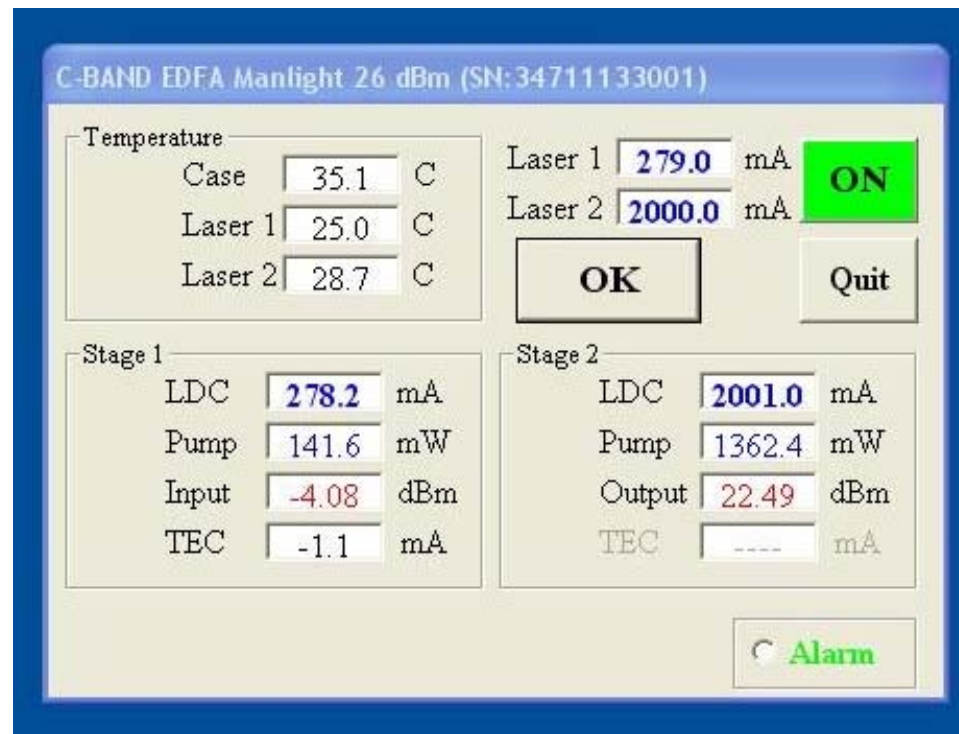 C-BAND EDFA Manlight 26 dBm (SN:34711133001)
Temperature
Case 35.1 C
Laser 1 25.0 C
Laser 2 28.7 C
Laser 1 279.0 mA
Laser 2 2000.0 mA
ON
OK
Quit
Stage 1
LDC 278.2 mA
Pump 141.6 mW
Input -4.08 dBm
TEC -1.1 mA
Stage 2
LDC 2001.0 mA
Pump 1362.4 mW
Output 22.49 dBm
TEC ---- mA
Alarm